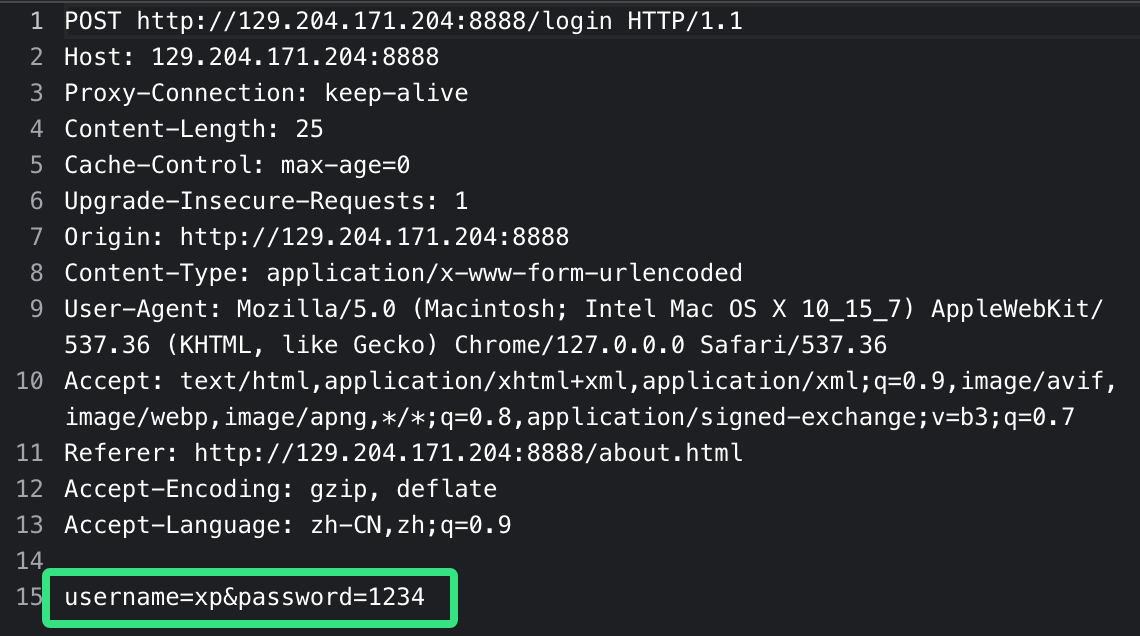 1 POST http://129.204.171.204:8888/login HTTP/1.1
2 Host: 129.204.171.204:8888
3 Proxy-Connection: keep-alive
4 Content-Length: 25
5 Cache-Control: max-age=0
6 Upgrade-Insecure-Requests: 1
7 Origin: http://129.204.171.204:8888
8 Content-Type: application/x-www-form-urlencoded
9 User-Agent: Mozilla/5.0 (Macintosh; Intel Mac OS X 10_15_7) AppleWebKit/
537.36 (KHTML, like Gecko) Chrome/127.0.0.0 Safari/537.36
10 Accept: text/html,application/xhtml+xml,application/xml;q=0.9,image/avif,
image/webp,image/apng,*/*;q=0.8,application/signed-exchange;v=b3;q=0.7
11 Referer: http://129.204.171.204:8888/about.html
12 Accept-Encoding: gzip, deflate
13 Accept-Language: zh-CN,zh;q=0.9
14
15 username=xp&password=1234